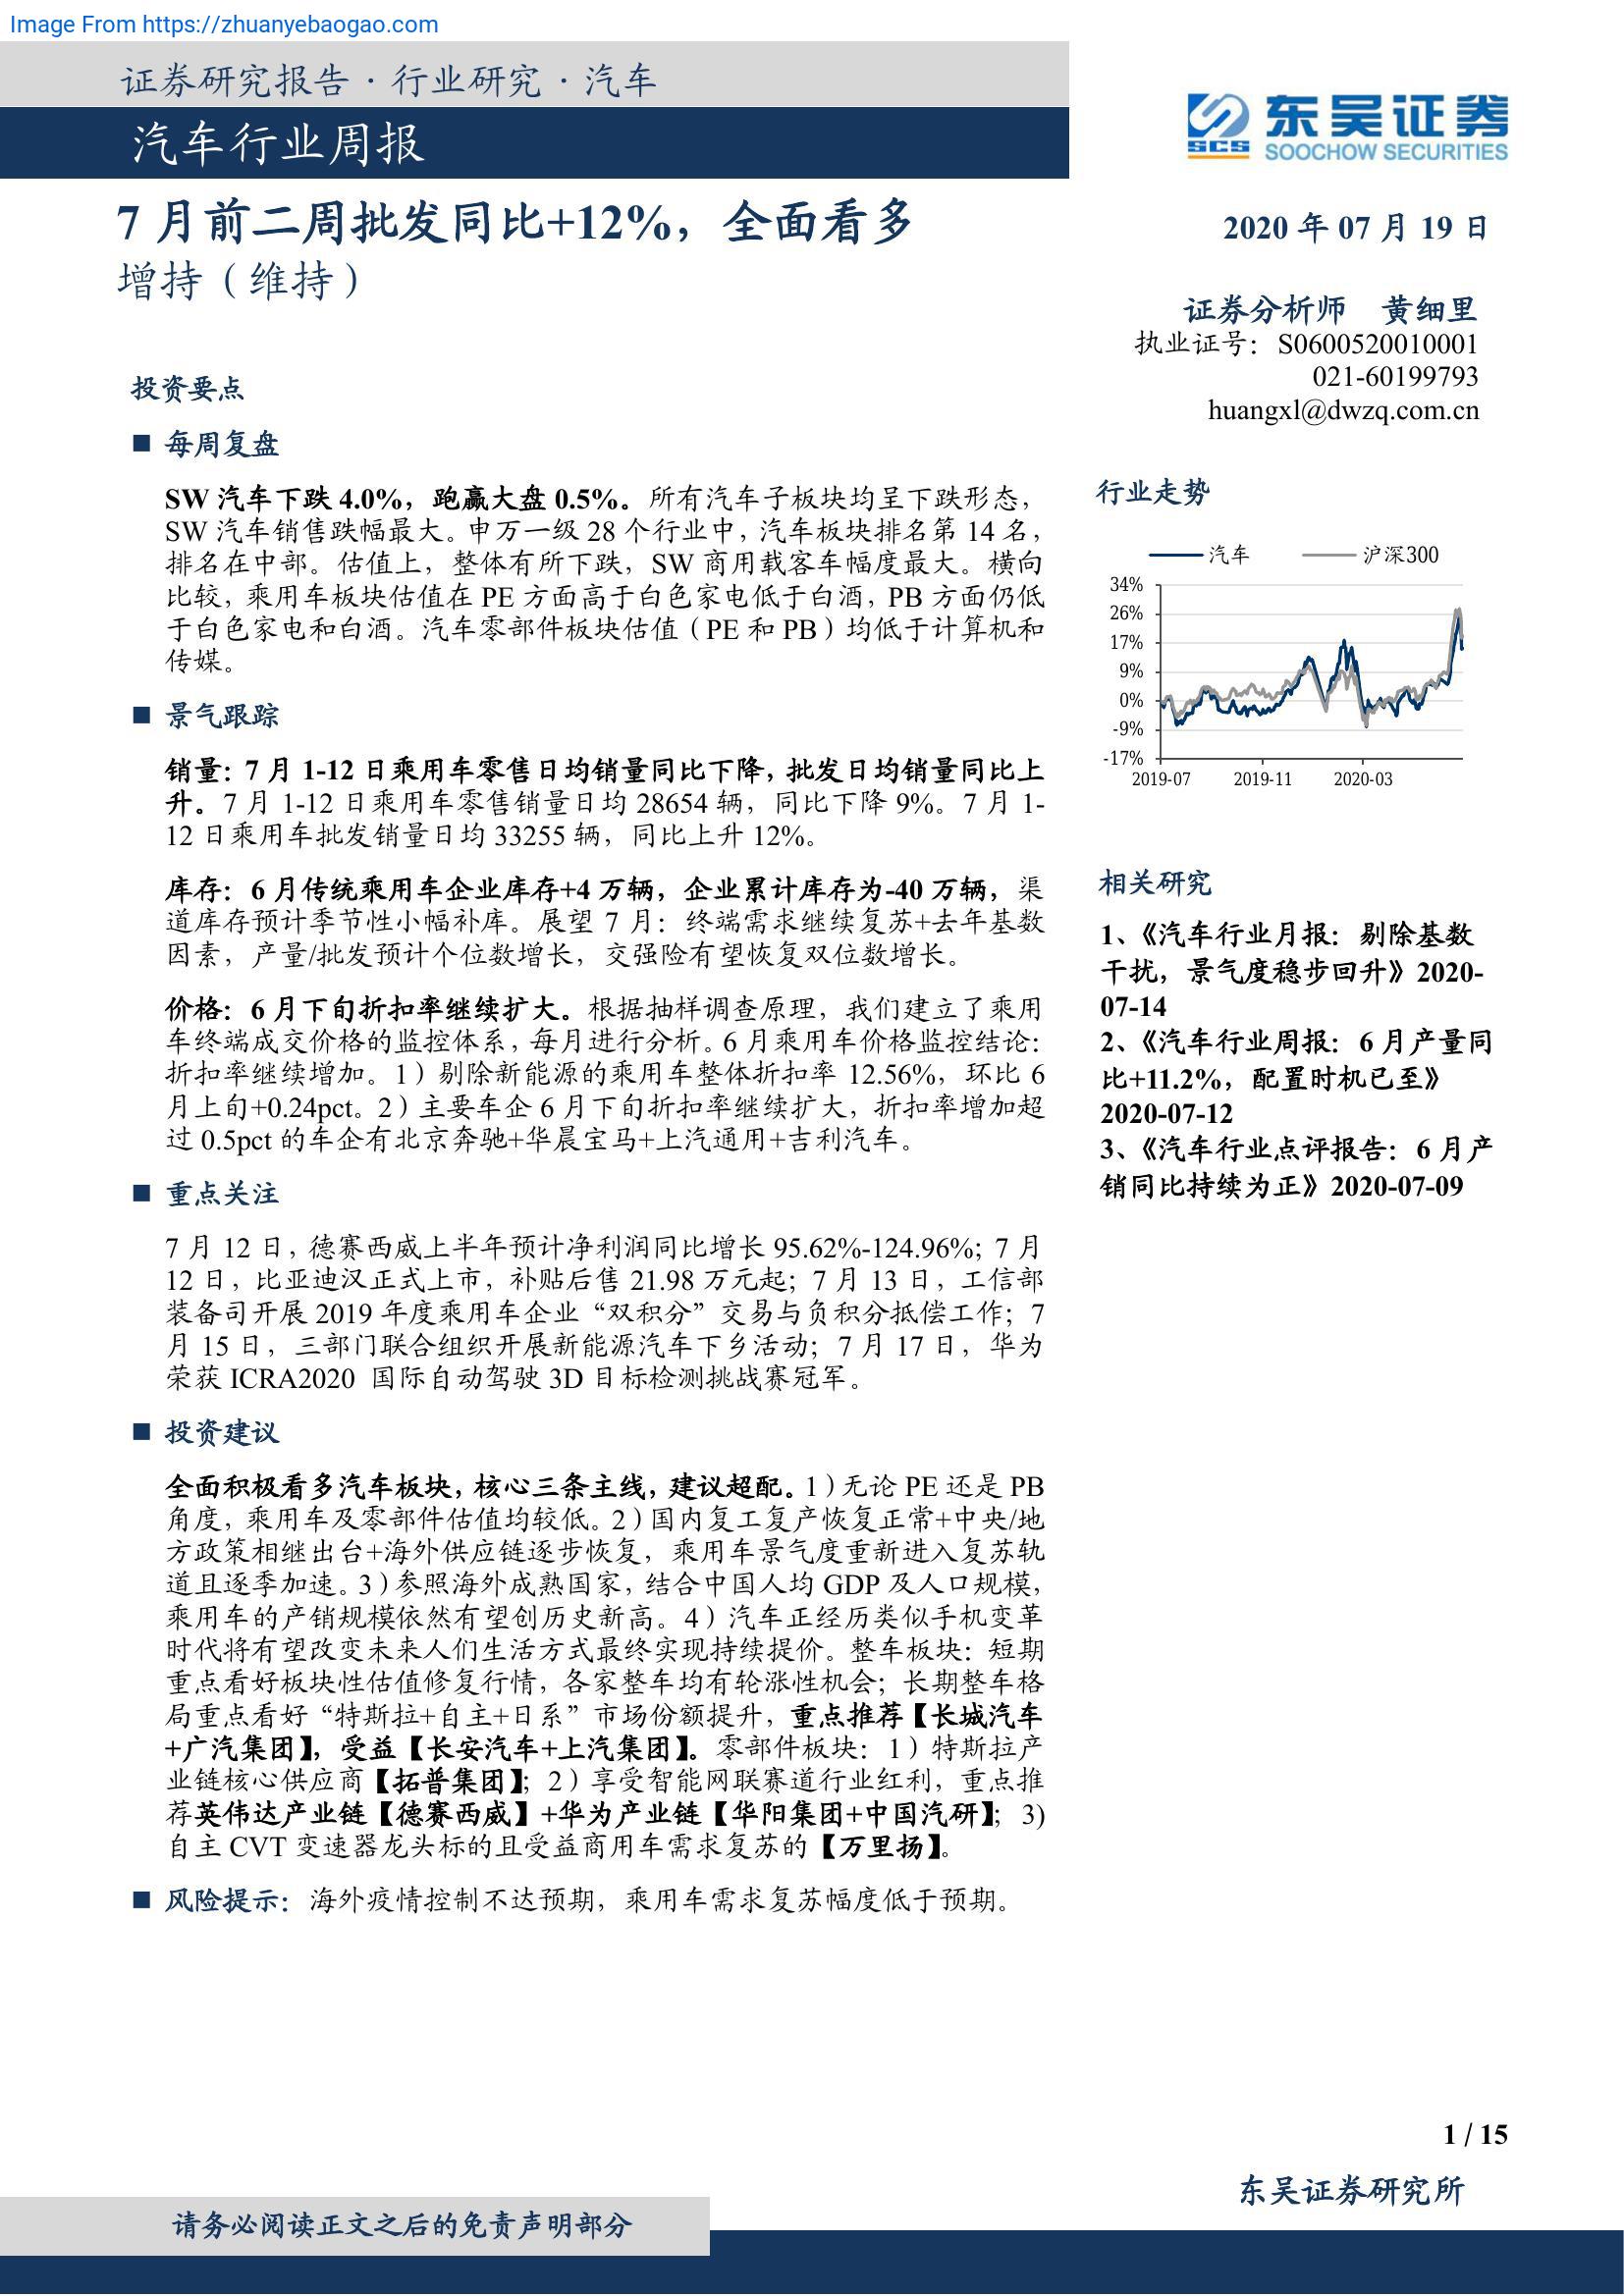 Image From https://zhuanyebaogao.com
证券研究报告·行业研究·汽车
汽车行业周报
东吴证券
SCS
SOOCHOW SECURITIES
7 月前二周批发同比+12%，全面看多
增持（维持）
2020 年 07 月 19 日
证券分析师 黄细里
执业证号：S0600520010001
021-60199793
huangxl@dwzq.com.cn
投资要点
■ 每周复盘
SW 汽车下跌 4.0%，跑赢大盘 0.5%。所有汽车子板块均呈下跌形态，
SW 汽车销售跌幅最大。申万一级 28 个行业中，汽车板块排名第 14 名，
排名在中部。估值上，整体有所下跌，SW 商用载客车幅度最大。横向
比较，乘用车板块估值在 PE 方面高于白色家电低于白酒，PB 方面仍低
于白色家电和白酒。汽车零部件板块估值（PE 和 PB）均低于计算机和
传媒。
■ 景气跟踪
销量：7 月 1-12 日乘用车零售日均销量同比下降，批发日均销量同比上
升。7 月 1-12 日乘用车零售销量日均 28654 辆，同比下降 9%。7 月 1-
12 日乘用车批发销量日均 33255 辆，同比上升 12%。
库存：6 月传统乘用车企业库存+4 万辆，企业累计库存为-40 万辆，渠
道库存预计季节性小幅补库。展望 7 月：终端需求继续复苏+去年基数
因素，产量/批发预计个位数增长，交强险有望恢复双位数增长。
价格：6 月下旬折扣率继续扩大。根据抽样调查原理，我们建立了乘用
车终端成交价格的监控体系，每月进行分析。6 月乘用车价格监控结论：
折扣率继续增加。1）剔除新能源的乘用车整体折扣率 12.56%，环比 6
月上旬+0.24pct。2）主要车企 6 月下旬折扣率继续扩大，折扣率增加超
过 0.5pct 的车企有北京奔驰+华晨宝马+上汽通用+吉利汽车。
■ 重点关注
7 月 12 日，德赛西威上半年预计净利润同比增长 95.62%-124.96%；7 月
12 日，比亚迪汉正式上市，补贴后售 21.98 万元起；7 月 13 日，工信部
装备司开展 2019 年度乘用车企业“双积分”交易与负积分抵偿工作；7
月 15 日，三部门联合组织开展新能源汽车下乡活动；7 月 17 日，华为
荣获 ICRA2020 国际自动驾驶 3D 目标检测挑战赛冠军。
■ 投资建议
全面积极看多汽车板块，核心三条主线，建议超配。1）无论 PE 还是 PB
角度，乘用车及零部件估值均较低。2）国内复工复产恢复正常+中央/地
方政策相继出台+海外供应链逐步恢复，乘用车景气度重新进入复苏轨
道且逐季加速。3）参照海外成熟国家，结合中国人均 GDP 及人口规模，
乘用车的产销规模依然有望创历史新高。4）汽车正经历类似手机变革
时代将有望改变未来人们生活方式最终实现持续提价。整车板块：短期
重点看好板块性估值修复行情，各家整车均有轮涨性机会；长期整车格
局重点看好“特斯拉+自主+日系”市场份额提升，重点推荐【长城汽车
+广汽集团】，受益【长安汽车+上汽集团】。零部件板块：1）特斯拉产
业链核心供应商【拓普集团】；2）享受智能网联赛道行业红利，重点推
荐英伟达产业链【德赛西威】+华为产业链【华阳集团+中国汽研】；3)
自主 CVT 变速器龙头标的且受益商用车需求复苏的【万里扬】。
■ 风险提示：海外疫情控制不达预期，乘用车需求复苏幅度低于预期。
行业走势
汽车 沪深300
34%
26%
17%
9%
0%
-9%
-17%
2019-07 2019-11 2020-03
相关研究
1、《汽车行业月报：剔除基数
干扰，景气度稳步回升》2020-
07-14
2、《汽车行业周报：6 月产量同
比+11.2%，配置时机已至》
2020-07-12
3、《汽车行业点评报告：6 月产
销同比持续为正》2020-07-09
1 / 15
东吴证券研究所
请务必阅读正文之后的免责声明部分